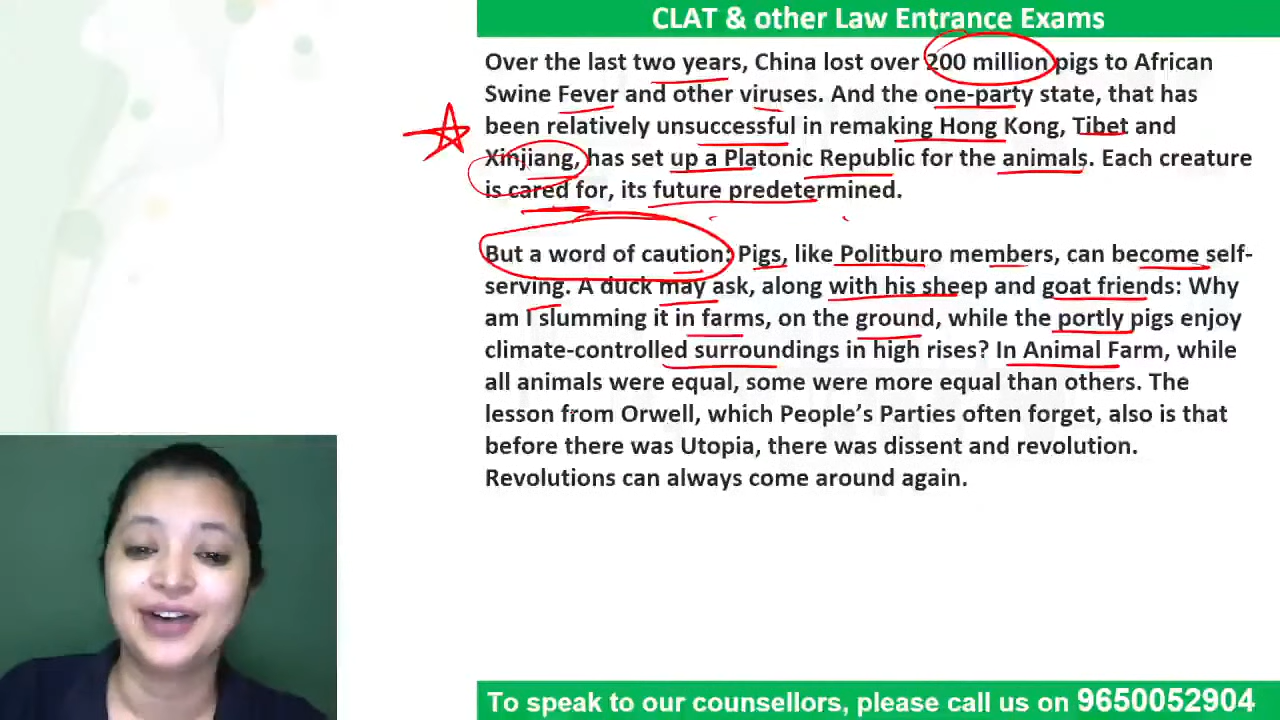 CLAT & other Law Entrance Exams
Over the last two years, China lost over 200 million pigs to African
Swine Fever and other viruses. And the one-party state, that has
been relatively unsuccessful in remaking Hong Kong, Tibet and
Xinjiang, has set up a Platonic Republic for the animals. Each creature
is cared for, its future predetermined.
But a word of caution: Pigs, like Politburo members, can become self-
serving. A duck may ask, along with his sheep and goat friends: Why
am I slumming it in farms, on the ground, while the portly pigs enjoy
climate-controlled surroundings in high rises? In Animal Farm, while
all animals were equal, some were more equal than others. The
lesson from Orwell, which People's Parties often forget, also is that
before there was Utopia, there was dissent and revolution.
Revolutions can always come around again.
To speak to our counsellors, please call us on 9650052904